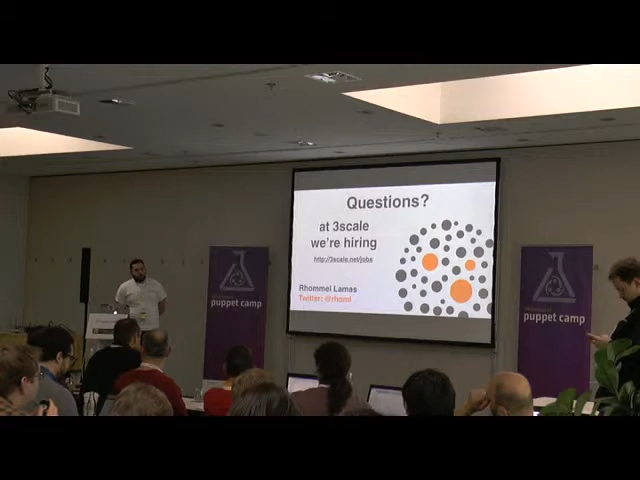 Questions?
at 3scale
we're hiring
http://3scale.net/jobs
Rhommel Lamas
Twitter: @rhoml
puppet camp
puppet camp